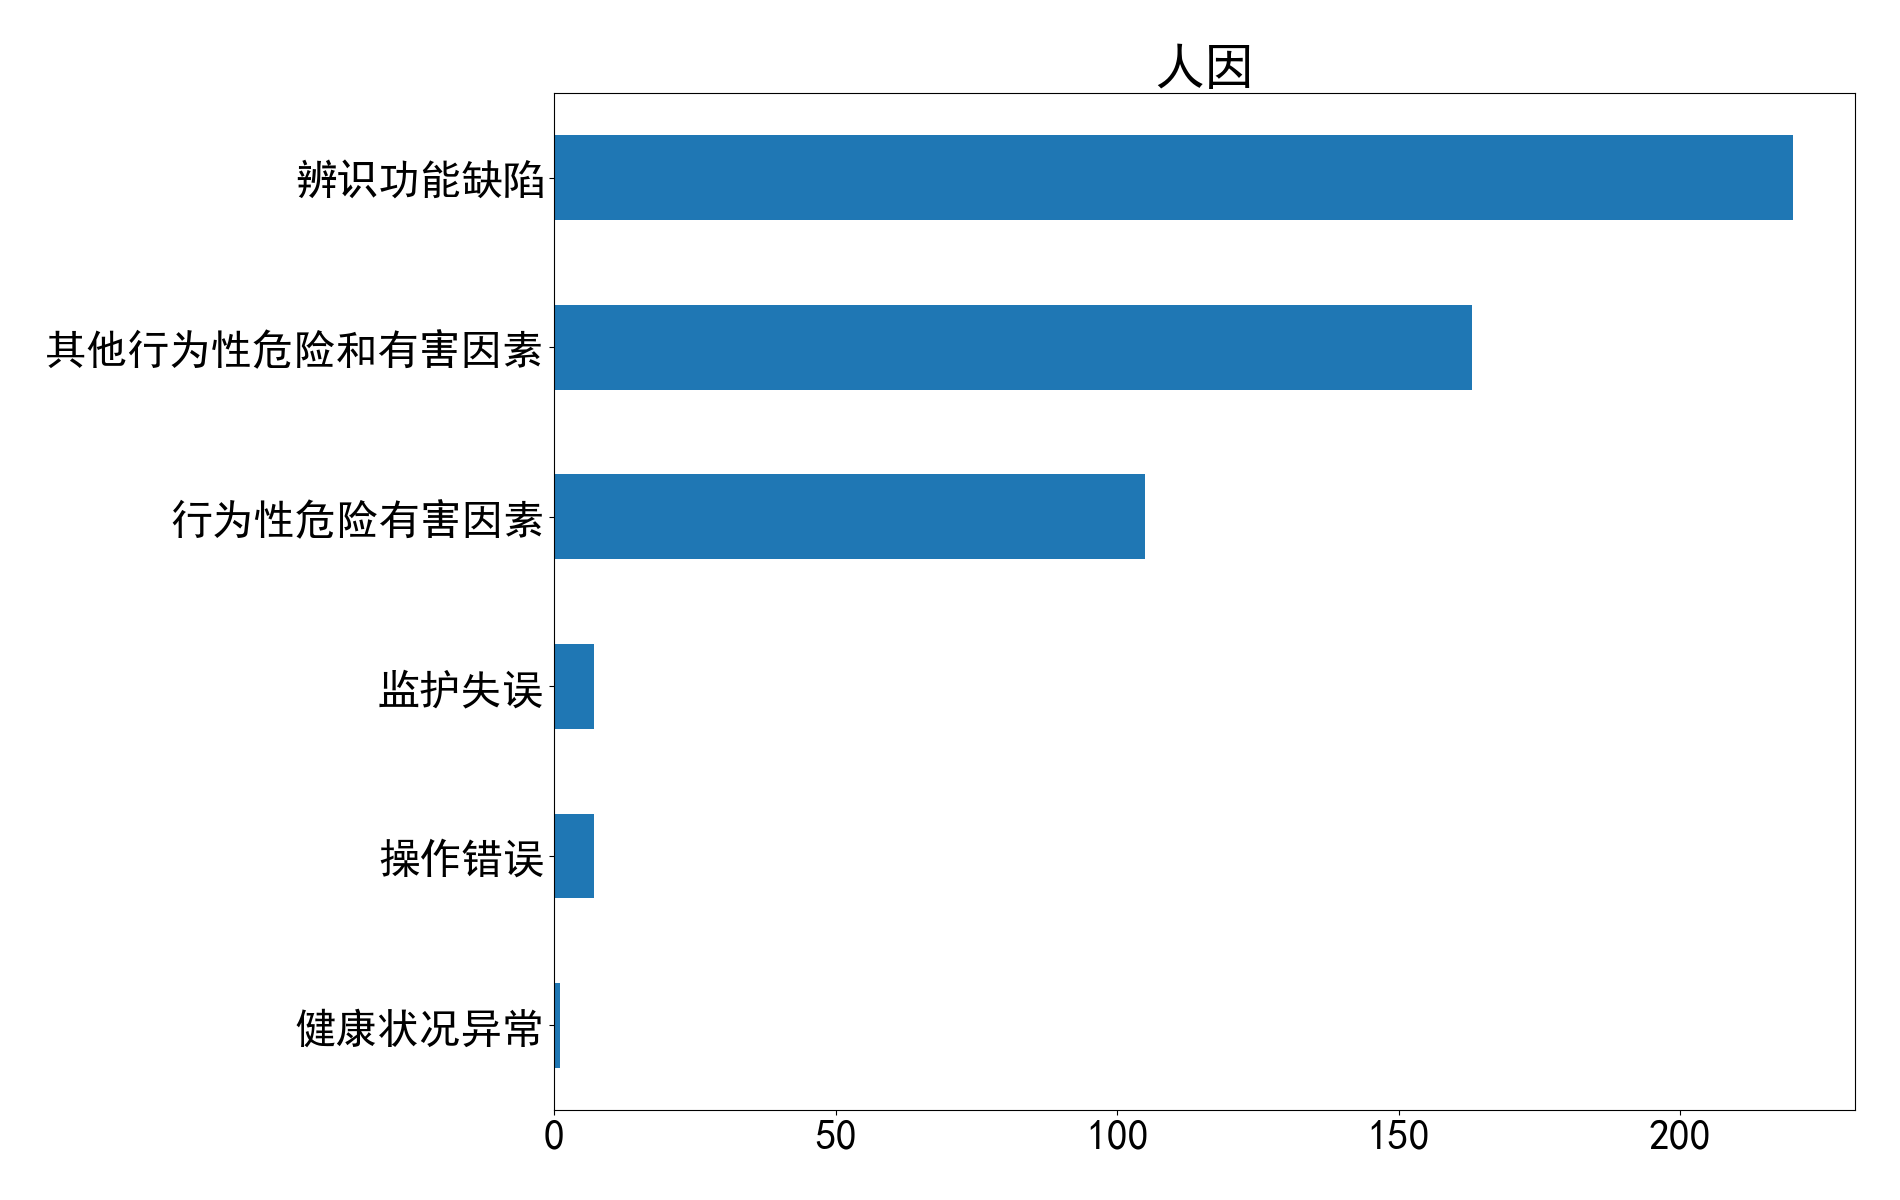 人因
辨识功能缺陷
其他行为性危险和有害因素
行为性危险有害因素
监护失误
操作错误
健康状况异常
0 50 100 150 200